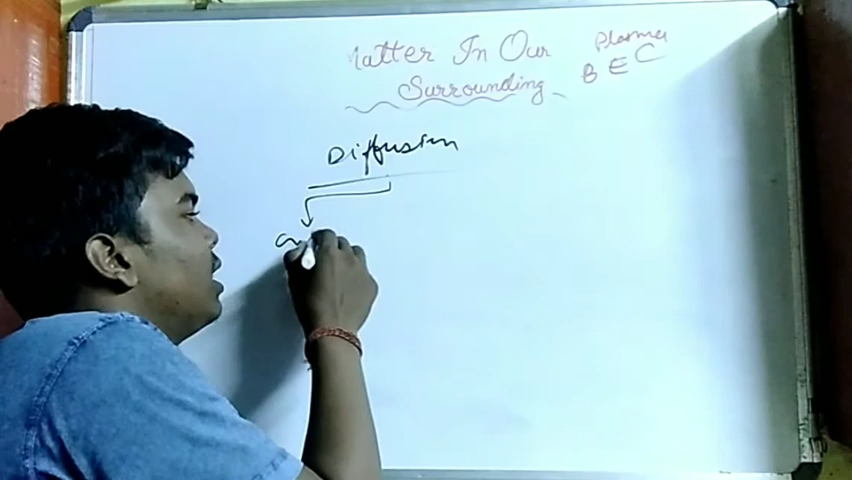 Matter In Our
Surrounding
Plasma
B E C
Diffusion